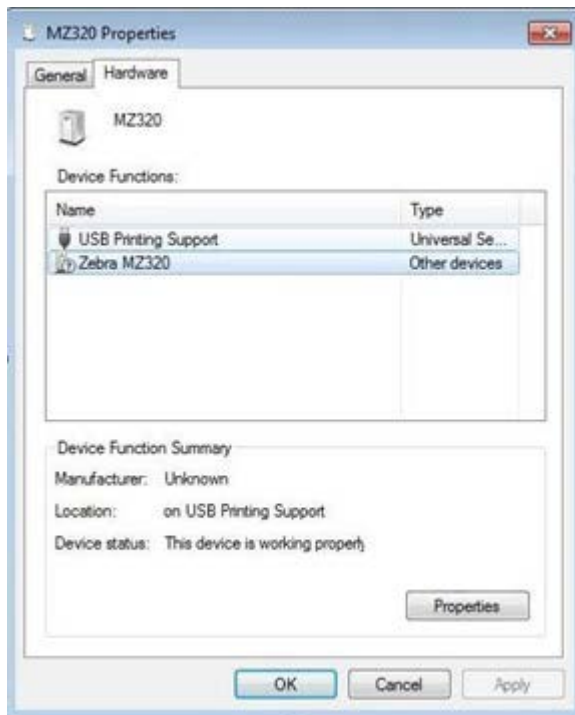 MZ320 Properties
General Hardware
MZ320
Device Functions:
Name Type
USB Printing Support Universal Se...
Zebra MZ320 Other devices
Device Function Summary
Manufacturer: Unknown
Location: on USB Printing Support
Device status: This device is working properly
Properties
OK Cancel Apply